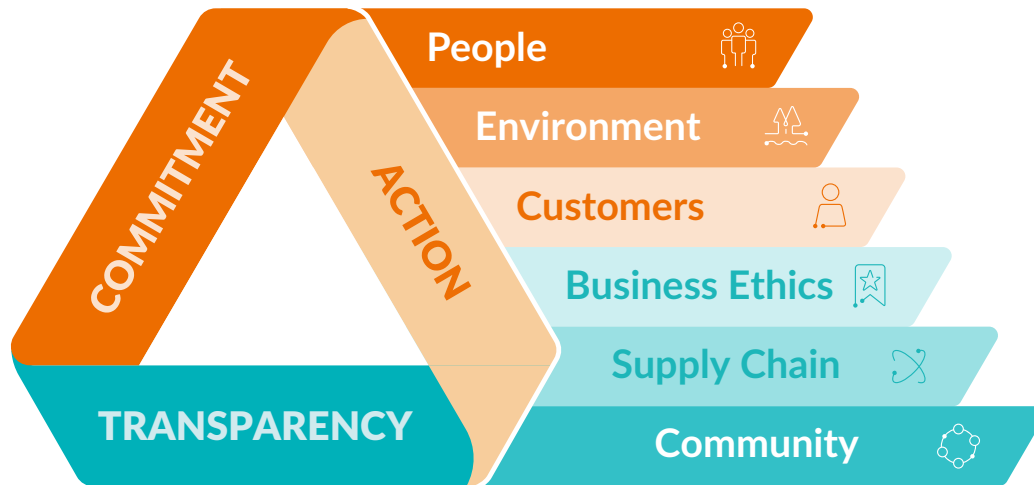 COMMITMENT
ACTION
TRANSPARENCY
People
Environment
Customers
Business Ethics
Supply Chain
Community